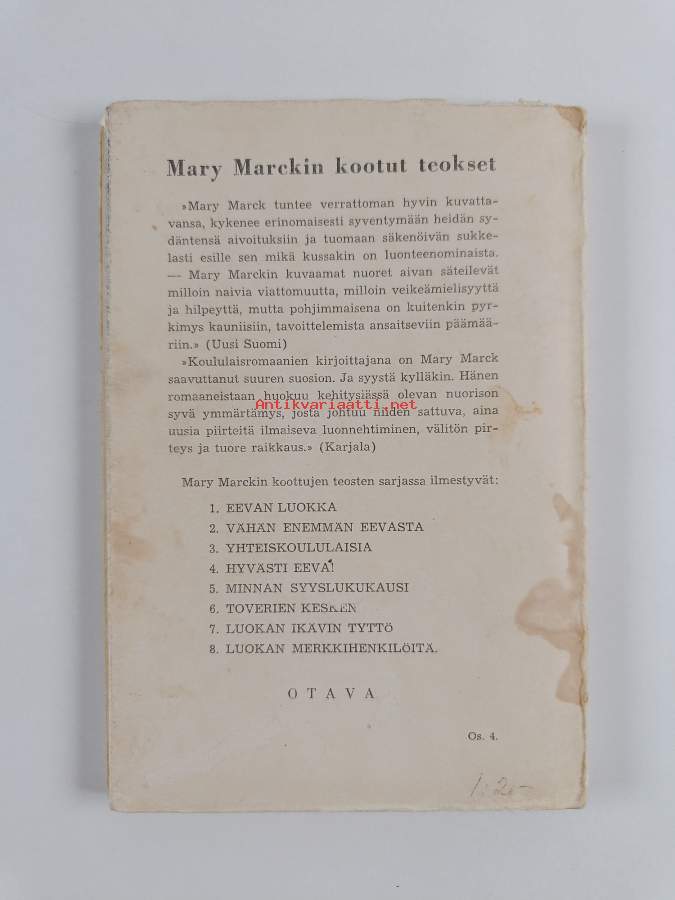 Mary Marckin kootut teokset
»Mary Marck tuntee verrattoman hyvin kuvatta-
vansa, kykenee erinomaisesti syventymään heidän sy-
däntensä aivoituksiin ja tuomaan säkenöivän sukke-
lasti esille sen mikä kussakin on luonteenominaista.
— Mary Marckin kuvaamat nuoret aivan säteilevät
milloin naivia viattomuutta, milloin veikeämielisyyttä
ja hilpeyttä, mutta pohjimmaisena on kuitenkin pyr-
kimys kauniisiin, tavoittelemista ansaitseviin päämää-
riin.» (Uusi Suomi)
»Koululaisromaanien kirjoittajana on Mary Marck
saavuttanut suuren suosion. Ja syystä kylläkin. Hänen
romaaneistaan huokuu kehitysiässä olevan nuorison
Antikvariaatti.net
syvä ymmärtämys, josta johtuu niiden sattuva, aina
uusia piirteitä ilmaiseva luonnehtiminen, välitön pir-
teys ja tuore raikkaus.» (Karjala)
Mary Marckin koottujen teosten sarjassa ilmestyvät:
1. EEVAN LUOKKA
2. VÄHÄN ENEMMÄN EEVASTA
3. YHTEISKOULULAISIA
4. HYVÄSTI EEVA!
5. MINNAN SYYSLUKUKAUSI
6. TOVERIEN KESKEN
7. LUOKAN IKÄVIN TYTTÖ
8. LUOKAN MERKKIHENKILÖITÄ.
OTAVA
Os. 4.